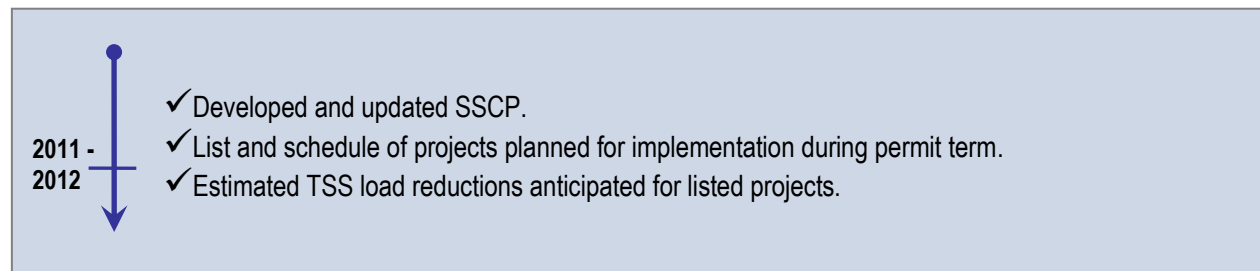 ✓Developed and updated SSCP.
2011 -
2012
✓List and schedule of projects planned for implementation during permit term.
✓Estimated TSS load reductions anticipated for listed projects.